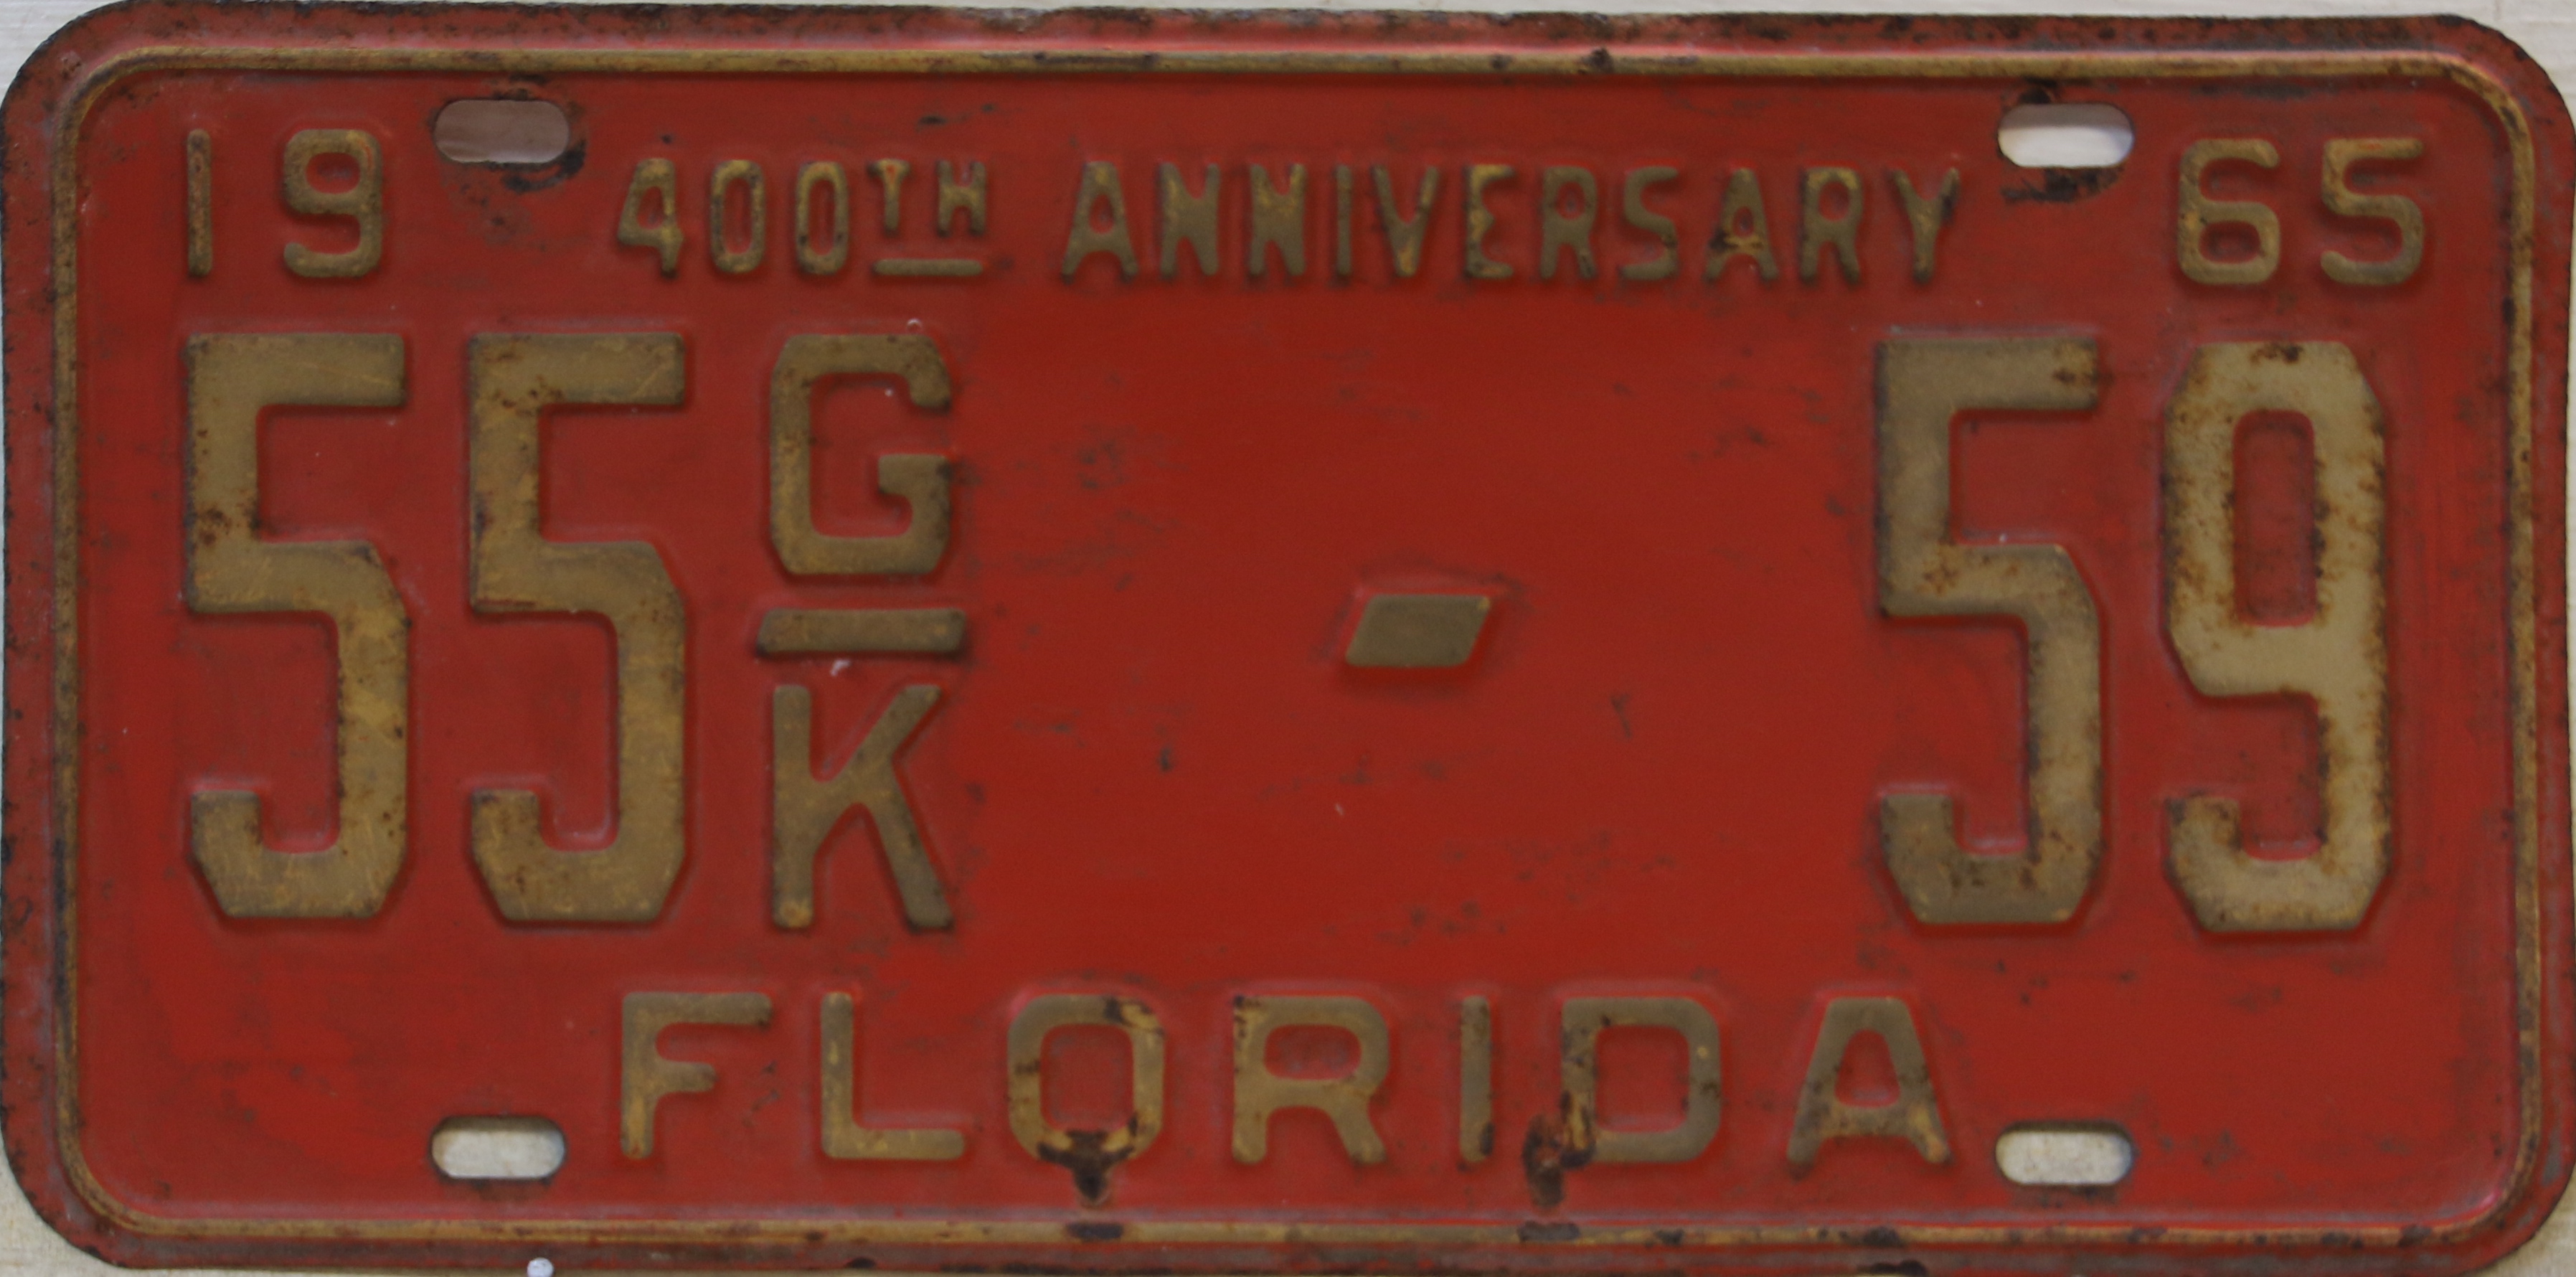 19 400TH ANNIVERSARY 65
55 G/K - 59
FLORIDA